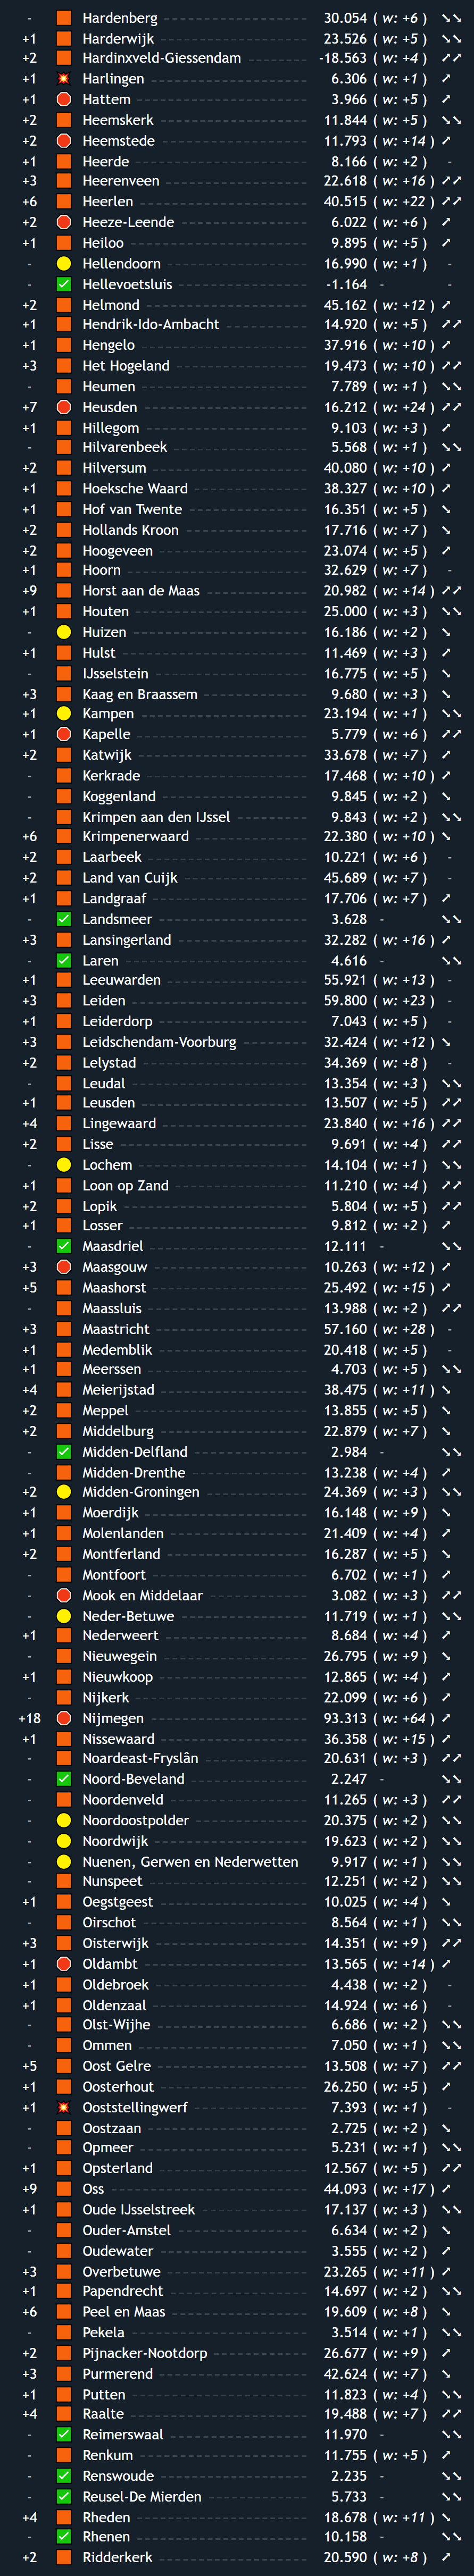 - Hardenberg 30.054 ( w: +6 )
+1 Harderwijk 23.526 ( w: +5 )
+2 Hardinxveld-Giessendam -18.563 ( w: +4 )
+1 Harlingen 6.306 ( w: +1 )
+1 Hattem 3.966 ( w: +5 )
+2 Heemskerk 11.844 ( w: +5 )
+2 Heemstede 11.793 ( w: +14 )
+1 Heerde 8.166 ( w: +2 ) -
+3 Heerenveen 22.618 ( w: +16 )
+6 Heerlen 40.515 ( w: +22 )
+2 Heeze-Leende 6.022 ( w: +6 )
+1 Heiloo 9.895 ( w: +5 )
- Hellendoorn 16.990 ( w: +1 ) -
- Hellevoetsluis -1.164 - -
+2 Helmond 45.162 ( w: +12 )
+1 Hendrik-Ido-Ambacht 14.920 ( w: +5 )
+1 Hengelo 37.916 ( w: +10 )
+3 Het Hogeland 19.473 ( w: +10 )
- Heumen 7.789 ( w: +1 )
+7 Heusden 16.212 ( w: +24 )
+1 Hillegom 9.103 ( w: +3 )
- Hilvarenbeek 5.568 ( w: +1 )
+2 Hilversum 40.080 ( w: +10 )
+1 Hoeksche Waard 38.327 ( w: +10 )
+1 Hof van Twente 16.351 ( w: +5 )
+2 Hollands Kroon 17.716 ( w: +7 )
+2 Hoogeveen 23.074 ( w: +5 )
+1 Hoorn 32.629 ( w: +7 ) -
+9 Horst aan de Maas 20.982 ( w: +14 )
+1 Houten 25.000 ( w: +3 )
- Huizen 16.186 ( w: +2 )
+1 Hulst 11.469 ( w: +3 )
- IJsselstein 16.775 ( w: +5 )
+3 Kaag en Braassem 9.680 ( w: +3 )
+1 Kampen 23.194 ( w: +1 )
+1 Kapelle 5.779 ( w: +6 )
+2 Katwijk 33.678 ( w: +7 )
- Kerkrade 17.468 ( w: +10 )
- Koggenland 9.845 ( w: +2 )
- Krimpen aan den IJssel 9.843 ( w: +2 )
+6 Krimpenerwaard 22.380 ( w: +10 )
+2 Laarbeek 10.221 ( w: +6 ) -
+2 Land van Cuijk 45.689 ( w: +7 ) -
+1 Landgraaf 17.706 ( w: +7 )
- Landsmeer 3.628 -
+3 Lansingerland 32.282 ( w: +16 )
- Laren 4.616 -
+1 Leeuwarden 55.921 ( w: +13 ) -
+3 Leiden 59.800 ( w: +23 ) -
+1 Leiderdorp 7.043 ( w: +5 ) -
+3 Leidschendam-Voorburg 32.424 ( w: +12 )
+2 Lelystad 34.369 ( w: +8 ) -
- Leudal 13.354 ( w: +3 )
+1 Leusden 13.507 ( w: +5 )
+4 Lingewaard 23.840 ( w: +16 )
+2 Lisse 9.691 ( w: +4 )
- Lochem 14.104 ( w: +1 )
+1 Loon op Zand 11.210 ( w: +4 )
+2 Lopik 5.804 ( w: +5 )
+1 Losser 9.812 ( w: +2 )
- Maasdriel 12.111 -
+3 Maasgouw 10.263 ( w: +12 )
+5 Maashorst 25.492 ( w: +15 )
- Maassluis 13.988 ( w: +2 )
+3 Maastricht 57.160 ( w: +28 ) -
+1 Medemblik 20.418 ( w: +5 ) -
+1 Meerssen 4.703 ( w: +5 )
+4 Meierijstad 38.475 ( w: +11 )
+2 Meppel 13.855 ( w: +5 )
+2 Middelburg 22.879 ( w: +7 )
- Midden-Delfland 2.984 -
- Midden-Drenthe 13.238 ( w: +4 )
+2 Midden-Groningen 24.369 ( w: +3 )
+1 Moerdijk 16.148 ( w: +9 )
+1 Molenlanden 21.409 ( w: +4 )
+2 Montferland 16.287 ( w: +5 )
- Montfoort 6.702 ( w: +1 )
- Mook en Middelaar 3.082 ( w: +3 )
- Neder-Betuwe 11.719 ( w: +1 )
+1 Nederweert 8.684 ( w: +4 )
- Nieuwegein 26.795 ( w: +9 )
+1 Nieuwkoop 12.865 ( w: +4 )
- Nijkerk 22.099 ( w: +6 )
+18 Nijmegen 93.313 ( w: +64 )
+1 Nissewaard 36.358 ( w: +15 )
- Noardeast-Fryslân 20.631 ( w: +3 )
- Noord-Beveland 2.247 -
- Noordenveld 11.265 ( w: +3 )
- Noordoostpolder 20.375 ( w: +2 )
- Noordwijk 19.623 ( w: +2 )
- Nuenen, Gerwen en Nederwetten 9.917 ( w: +1 )
- Nunspeet 12.251 ( w: +2 )
+1 Oegstgeest 10.025 ( w: +4 )
- Oirschot 8.564 ( w: +1 )
+3 Oisterwijk 14.351 ( w: +9 )
+1 Oldambt 13.565 ( w: +14 )
+1 Oldebroek 4.438 ( w: +2 ) -
+1 Oldenzaal 14.924 ( w: +6 ) -
- Olst-Wijhe 6.686 ( w: +2 )
- Ommen 7.050 ( w: +1 )
+5 Oost Gelre 13.508 ( w: +7 )
+1 Oosterhout 26.250 ( w: +5 )
+1 Ooststellingwerf 7.393 ( w: +1 ) -
- Oostzaan 2.725 ( w: +2 )
- Opmeer 5.231 ( w: +1 )
+1 Opsterland 12.567 ( w: +5 )
+9 Oss 44.093 ( w: +17 )
+1 Oude IJsselstreek 17.137 ( w: +3 )
- Ouder-Amstel 6.634 ( w: +2 )
- Oudewater 3.555 ( w: +2 )
+3 Overbetuwe 23.265 ( w: +11 )
+1 Papendrecht 14.697 ( w: +2 )
+6 Peel en Maas 19.609 ( w: +8 )
- Pekela 3.514 ( w: +1 )
+2 Pijnacker-Nootdorp 26.677 ( w: +9 )
+3 Purmerend 42.624 ( w: +7 )
+1 Putten 11.823 ( w: +4 )
+4 Raalte 19.488 ( w: +7 )
- Reimerswaal 11.970 -
- Renkum 11.755 ( w: +5 )
- Renswoude 2.235 -
- Reusel-De Mierden 5.733 -
+4 Rheden 18.678 ( w: +11 )
- Rhenen 10.158 -
+2 Ridderkerk 20.590 ( w: +8 )